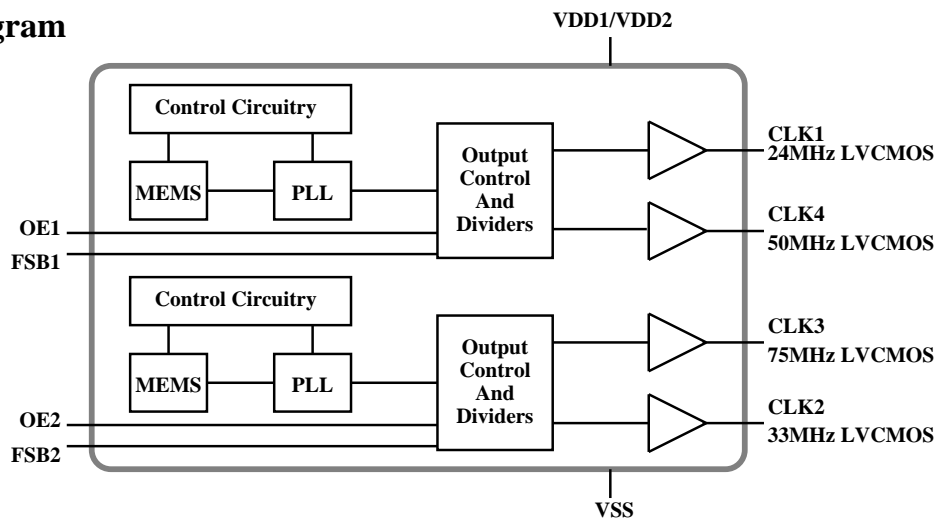 gram
VDD1/VDD2
Control Circuitry
MEMS
PLL
Output
Control
And
Dividers
CLK1
24MHz LVCMOS
CLK4
50MHz LVCMOS
OE1
FSB1
Control Circuitry
MEMS
PLL
Output
Control
And
Dividers
CLK3
75MHz LVCMOS
CLK2
33MHz LVCMOS
OE2
FSB2
VSS